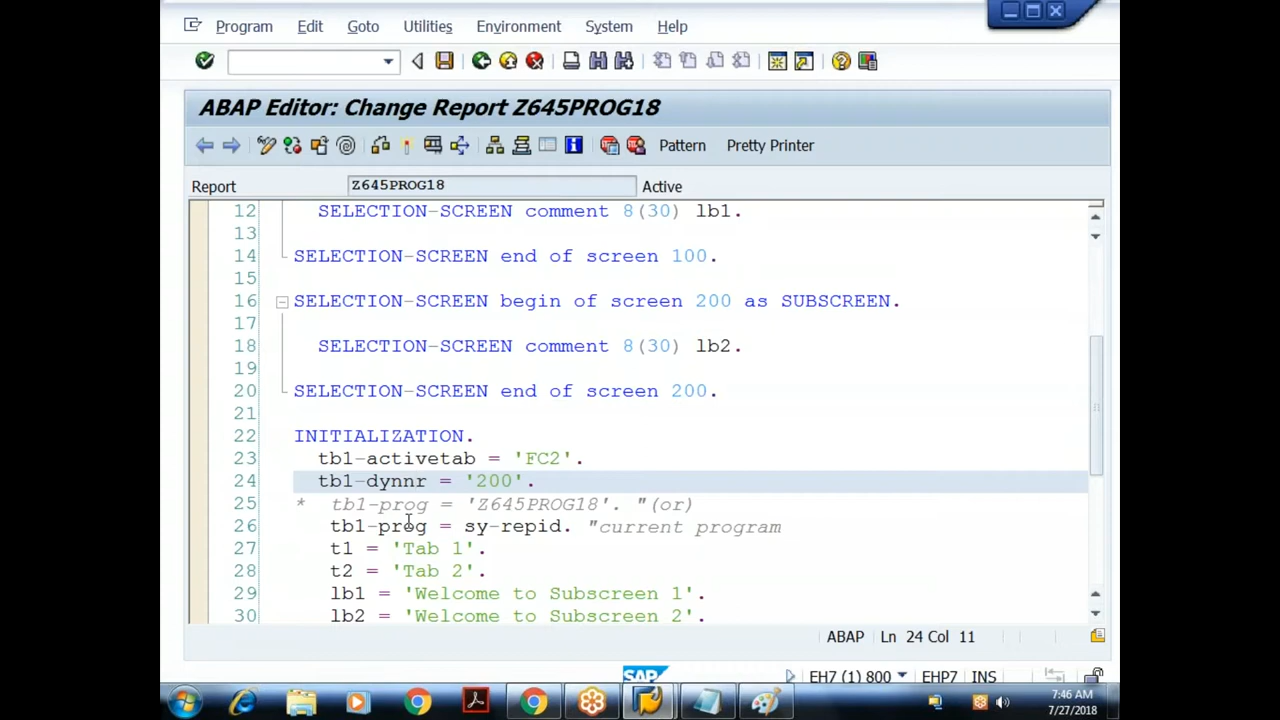 Program Edit Goto Utilities Environment System Help
ABAP Editor: Change Report Z645PROG18
Pattern Pretty Printer
Report Z645PROG18 Active
12 SELECTION-SCREEN comment 8(30) lb1.
13
14 SELECTION-SCREEN end of screen 100.
15
16 SELECTION-SCREEN begin of screen 200 as SUBSCREEN.
17
18 SELECTION-SCREEN comment 8(30) lb2.
19
20 SELECTION-SCREEN end of screen 200.
21
22 INITIALIZATION.
23 tb1-activetab = 'FC2'.
24 tb1-dynnr = '200'.
25 * tb1-prog = 'Z645PROG18'. "(or)
26 tb1-prog = sy-repid. "current program
27 t1 = 'Tab 1'.
28 t2 = 'Tab 2'.
29 lb1 = 'Welcome to Subscreen 1'.
30 lb2 = 'Welcome to Subscreen 2'.
ABAP Ln 24 Col 11
SAP EH7 (1) 800 EHP7 INS
7:46 AM
7/27/2018